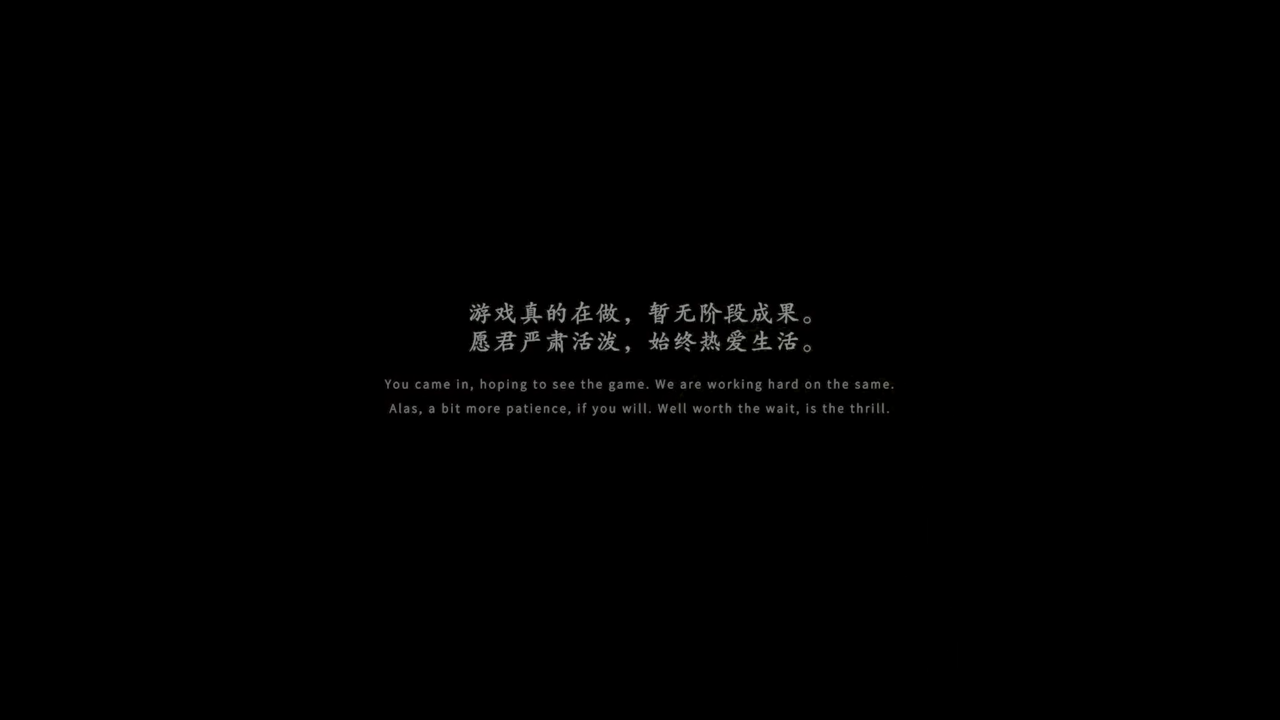 游戏真的在做，暂无阶段成果。
愿君严肃活泼，始终热爱生活。
You came in, hoping to see the game. We are working hard on the same.
Alas, a bit more patience, if you will. Well worth the wait, is the thrill.